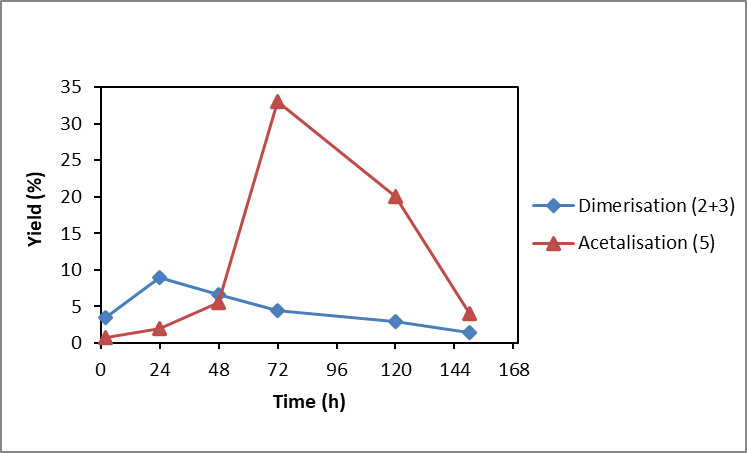 35
30
25
20
15
10
5
0
Yield (%)
0 24 48 72 96 120 144 168
Time (h)
Dimerisation (2+3)
Acetalisation (5)